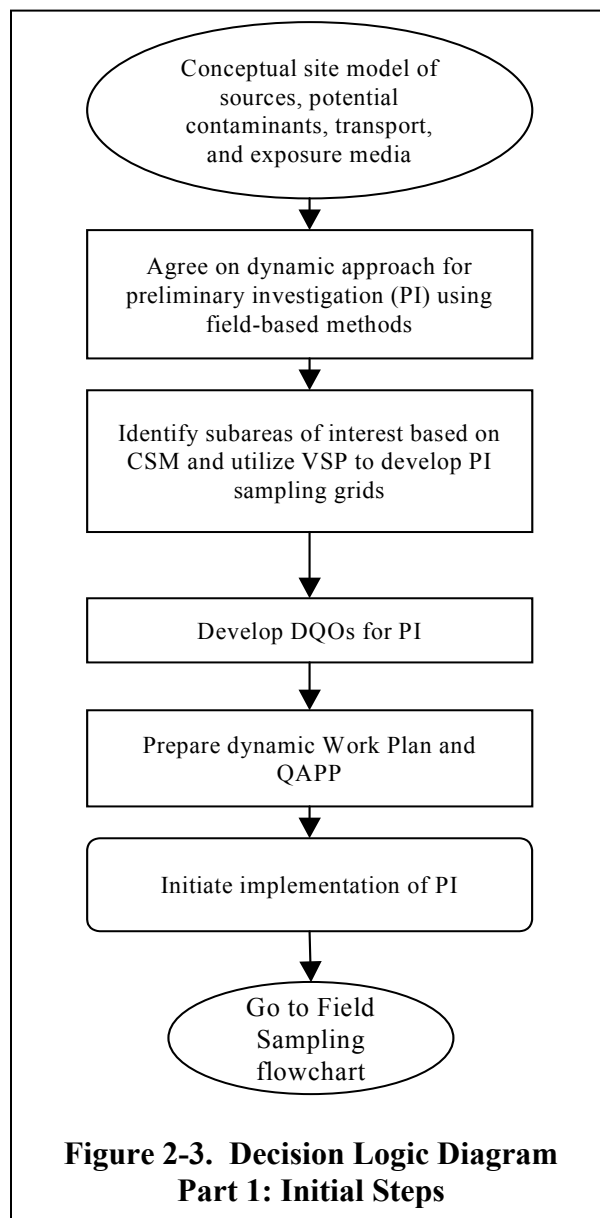 Conceptual site model of
sources, potential
contaminants, transport,
and exposure media
Agree on dynamic approach for
preliminary investigation (PI) using
field-based methods
Identify subareas of interest based on
CSM and utilize VSP to develop PI
sampling grids
Develop DQOs for PI
Prepare dynamic Work Plan and
QAPP
Initiate implementation of PI
Go to Field
Sampling
flowchart
Figure 2-3. Decision Logic Diagram
Part 1: Initial Steps